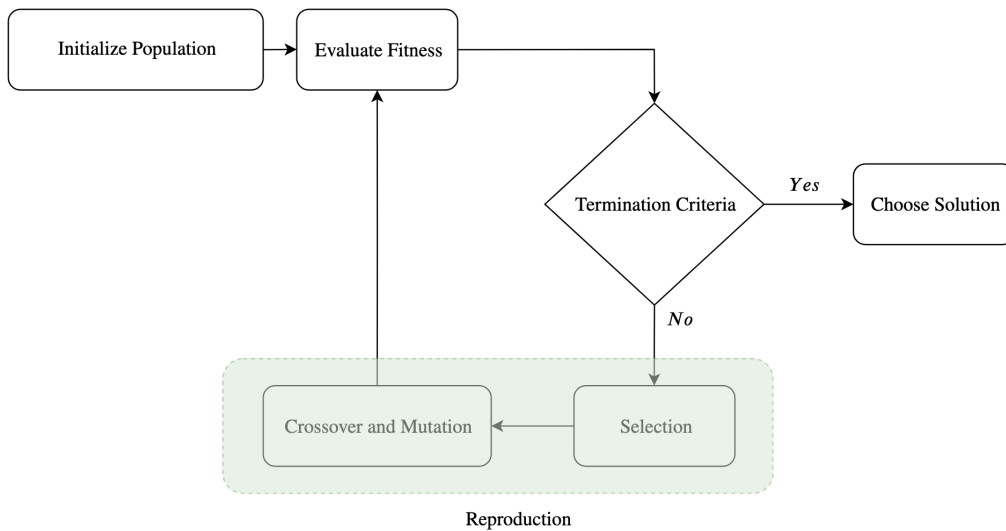 Initialize Population
Evaluate Fitness
Termination Criteria
Yes
Choose Solution
No
Crossover and Mutation
Selection
Reproduction